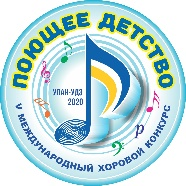 ПОЮЩЕЕ ДЕТСТВО
УЛАН-УДЭ
2020
V МЕЖДУНАРОДНЫЙ ХОРОВОЙ КОНКУРС